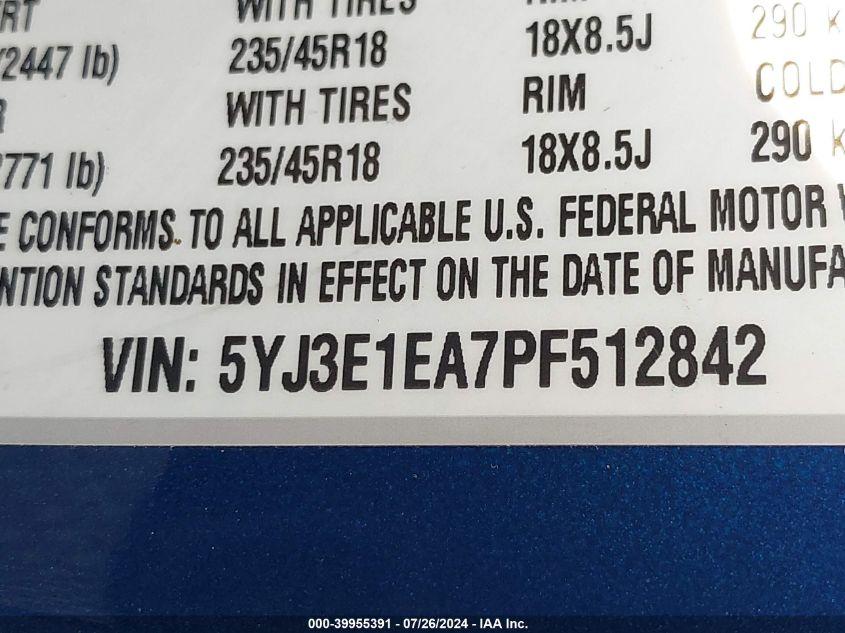 WITH TIRES
2447 lb) 235/45R18 18X8.5J 290
WITH TIRES RIM COLD
771 lb) 235/45R18 18X8.5J 290
CONFORMS TO ALL APPLICABLE U.S. FEDERAL MOTOR
STANDARDS IN EFFECT ON THE DATE OF MANUFA
VIN: 5YJ3E1EA7PF512842
000-39955391 - 07/26/2024 - IAA Inc.